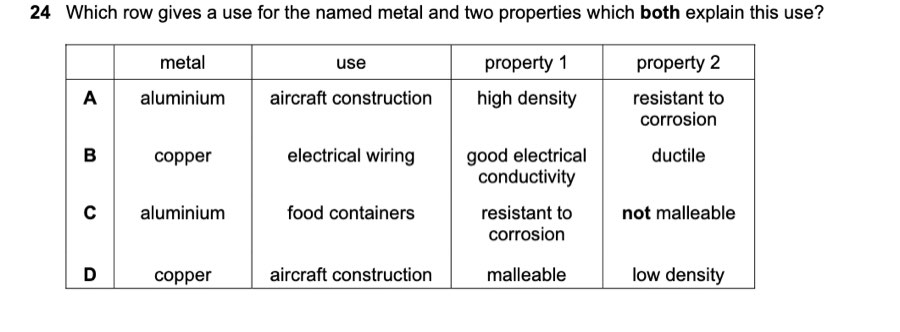 24 Which row gives a use for the named metal and two properties which both explain this use?
metal use property 1 property 2
A aluminium aircraft construction high density resistant to
corrosion
B copper electrical wiring good electrical ductile
conductivity
C aluminium food containers resistant to not malleable
corrosion
D copper aircraft construction malleable low density